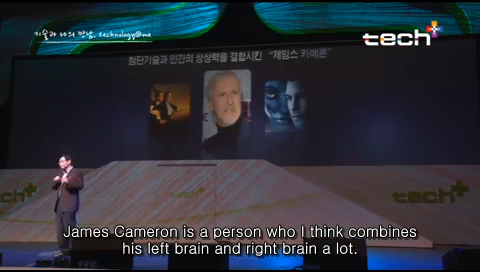 기술과 나의 만남, technology@me
tech+
첨단기술과 인간의 상상력을 결합시킨 "제임스 카메론"
tech+
tech+
James Cameron is a person who I think combines
his left brain and right brain a lot.